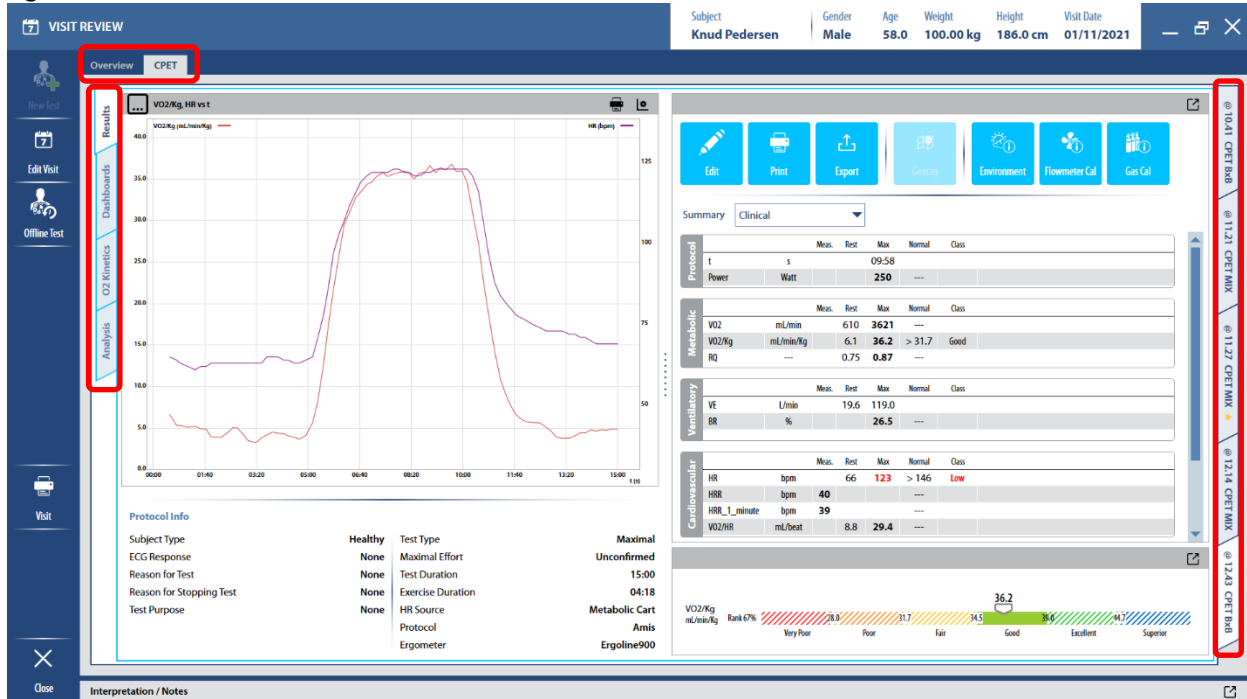 VISIT REVIEW
Subject Gender Age Weight Height Visit Date
Knud Pedersen Male 58.0 100.00 kg 186.0 cm 01/11/2021
New Test
Edit Visit
Offline Test
Visit
Close
Overview CPET
Results
Dashboards
O2 Kinetics
Analysis
... VO2/Kg, HR vs t
VO2/Kg (mL/min/Kg) HR (bpm)
40.0
35.0
30.0
25.0
20.0
15.0
10.0
5.0
0.0
125
100
75
50
00:00 01:40 03:20 05:00 06:40 08:20 10:00 11:40 13:20 15:00
t (s)
Protocol Info
Subject Type Healthy Test Type Maximal
ECG Response None Maximal Effort Unconfirmed
Reason for Test None Test Duration 15:00
Reason for Stopping Test None Exercise Duration 04:18
Test Purpose None HR Source Metabolic Cart
Protocol Amis
Ergometer Ergoline900
Edit Print Export Geotag Environment Flowmeter Cal Gas Cal
Summary Clinical
Protocol
Meas. Rest Max Normal Class
t s 09:58
Power Watt 250 ---
Metabolic
Meas. Rest Max Normal Class
VO2 mL/min 610 3621 ---
VO2/Kg mL/min/Kg 6.1 36.2 > 31.7 Good
RQ --- 0.75 0.87 ---
Ventilatory
Meas. Rest Max Normal Class
VE L/min 19.6 119.0
BR % 26.5 ---
Cardiovascular
Meas. Rest Max Normal Class
HR bpm 66 123 > 146 Low
HRR bpm 40 ---
HRR_1_minute bpm 39 ---
VO2/HR mL/beat 8.8 29.4 ---
36.2
VO2/Kg
mL/min/Kg Rank 67% 28.0 31.7 34.5 39.0 44.7
Very Poor Poor Fair Good Excellent Superior
@ 10.41 CPET BxB
@ 11.21 CPET MIX
@ 11.27 CPET MIX
@ 12.14 CPET MIX
@ 12.43 CPET BxB
Interpretation / Notes